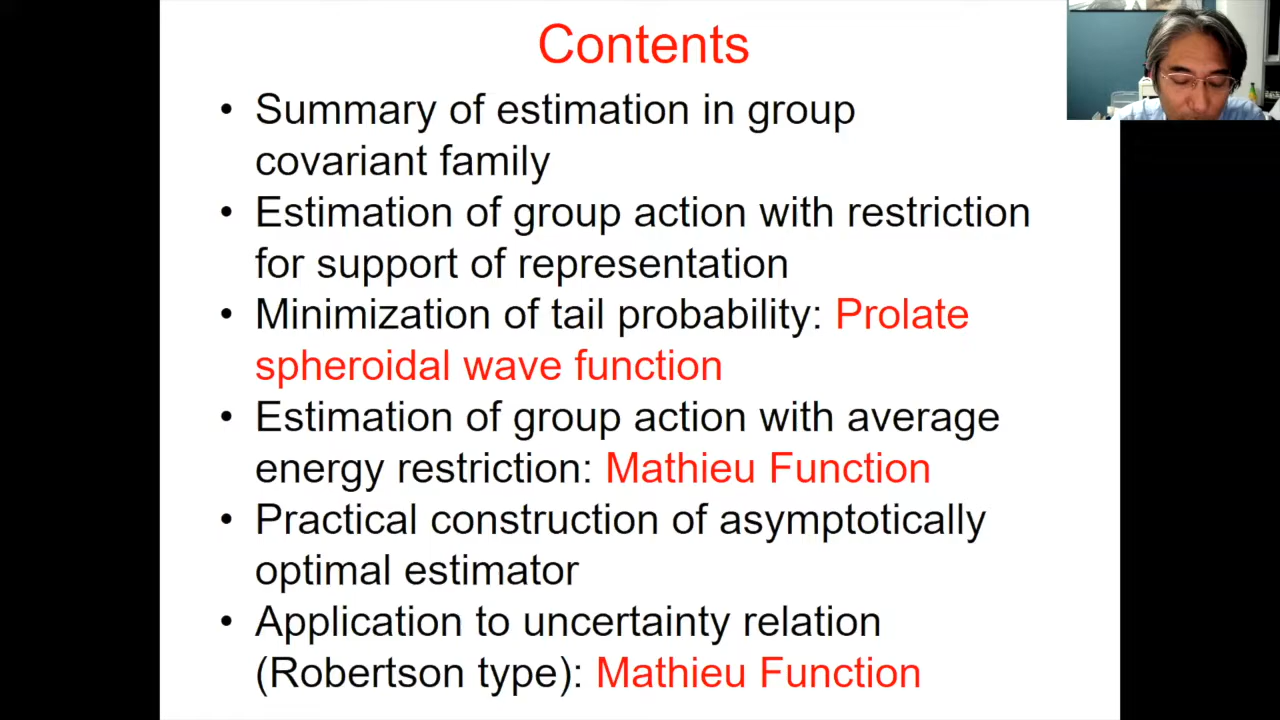 Contents
• Summary of estimation in group
covariant family
• Estimation of group action with restriction
for support of representation
• Minimization of tail probability: Prolate
spheroidal wave function
• Estimation of group action with average
energy restriction: Mathieu Function
• Practical construction of asymptotically
optimal estimator
• Application to uncertainty relation
(Robertson type): Mathieu Function